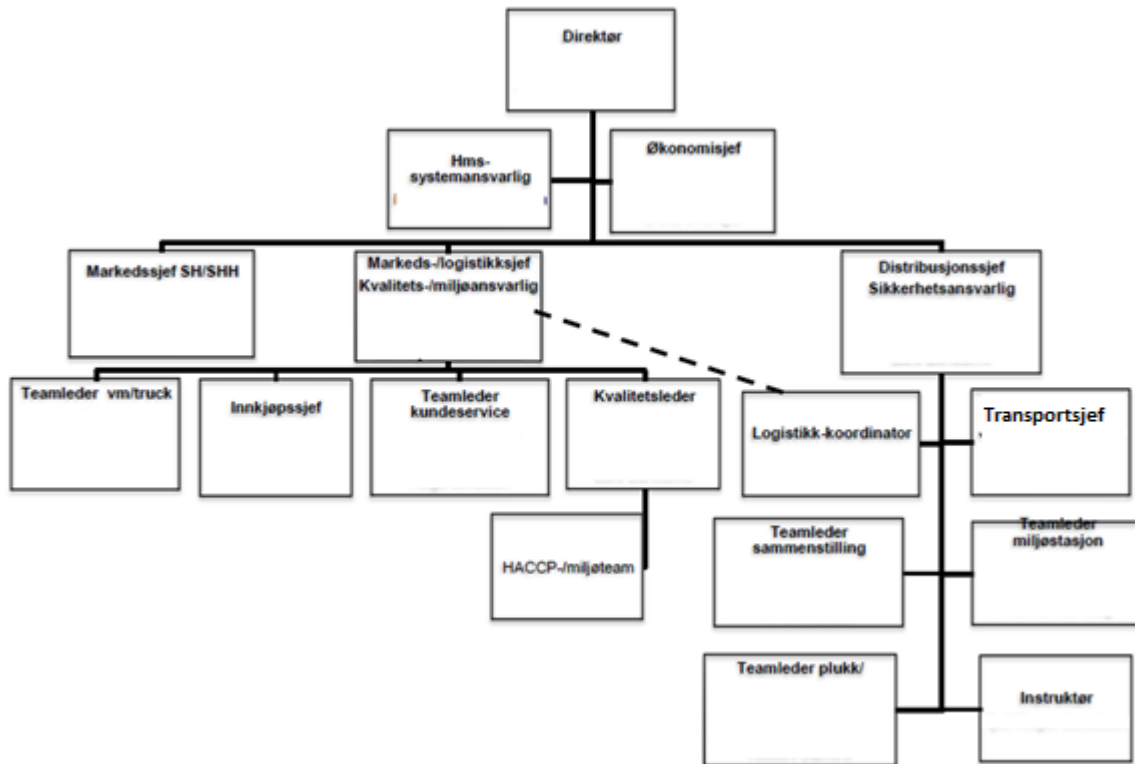 Direktør
Hms-
systemansvarlig
Økonomisjef
Markedssjef SH/SHH
Markeds-/logistikksjef
Kvalitets-/miljøansvarlig
Distribusjonssjef
Sikkerhetsansvarlig
Teamleder vm/truck
Innkjøpssjef
Teamleder
kundeservice
Kvalitetsleder
Logistikk-koordinator
Transportsjef
HACCP-/miljøteam
Teamleder
sammenstilling
Teamleder
miljøstasjon
Teamleder plukk/
Instruktør